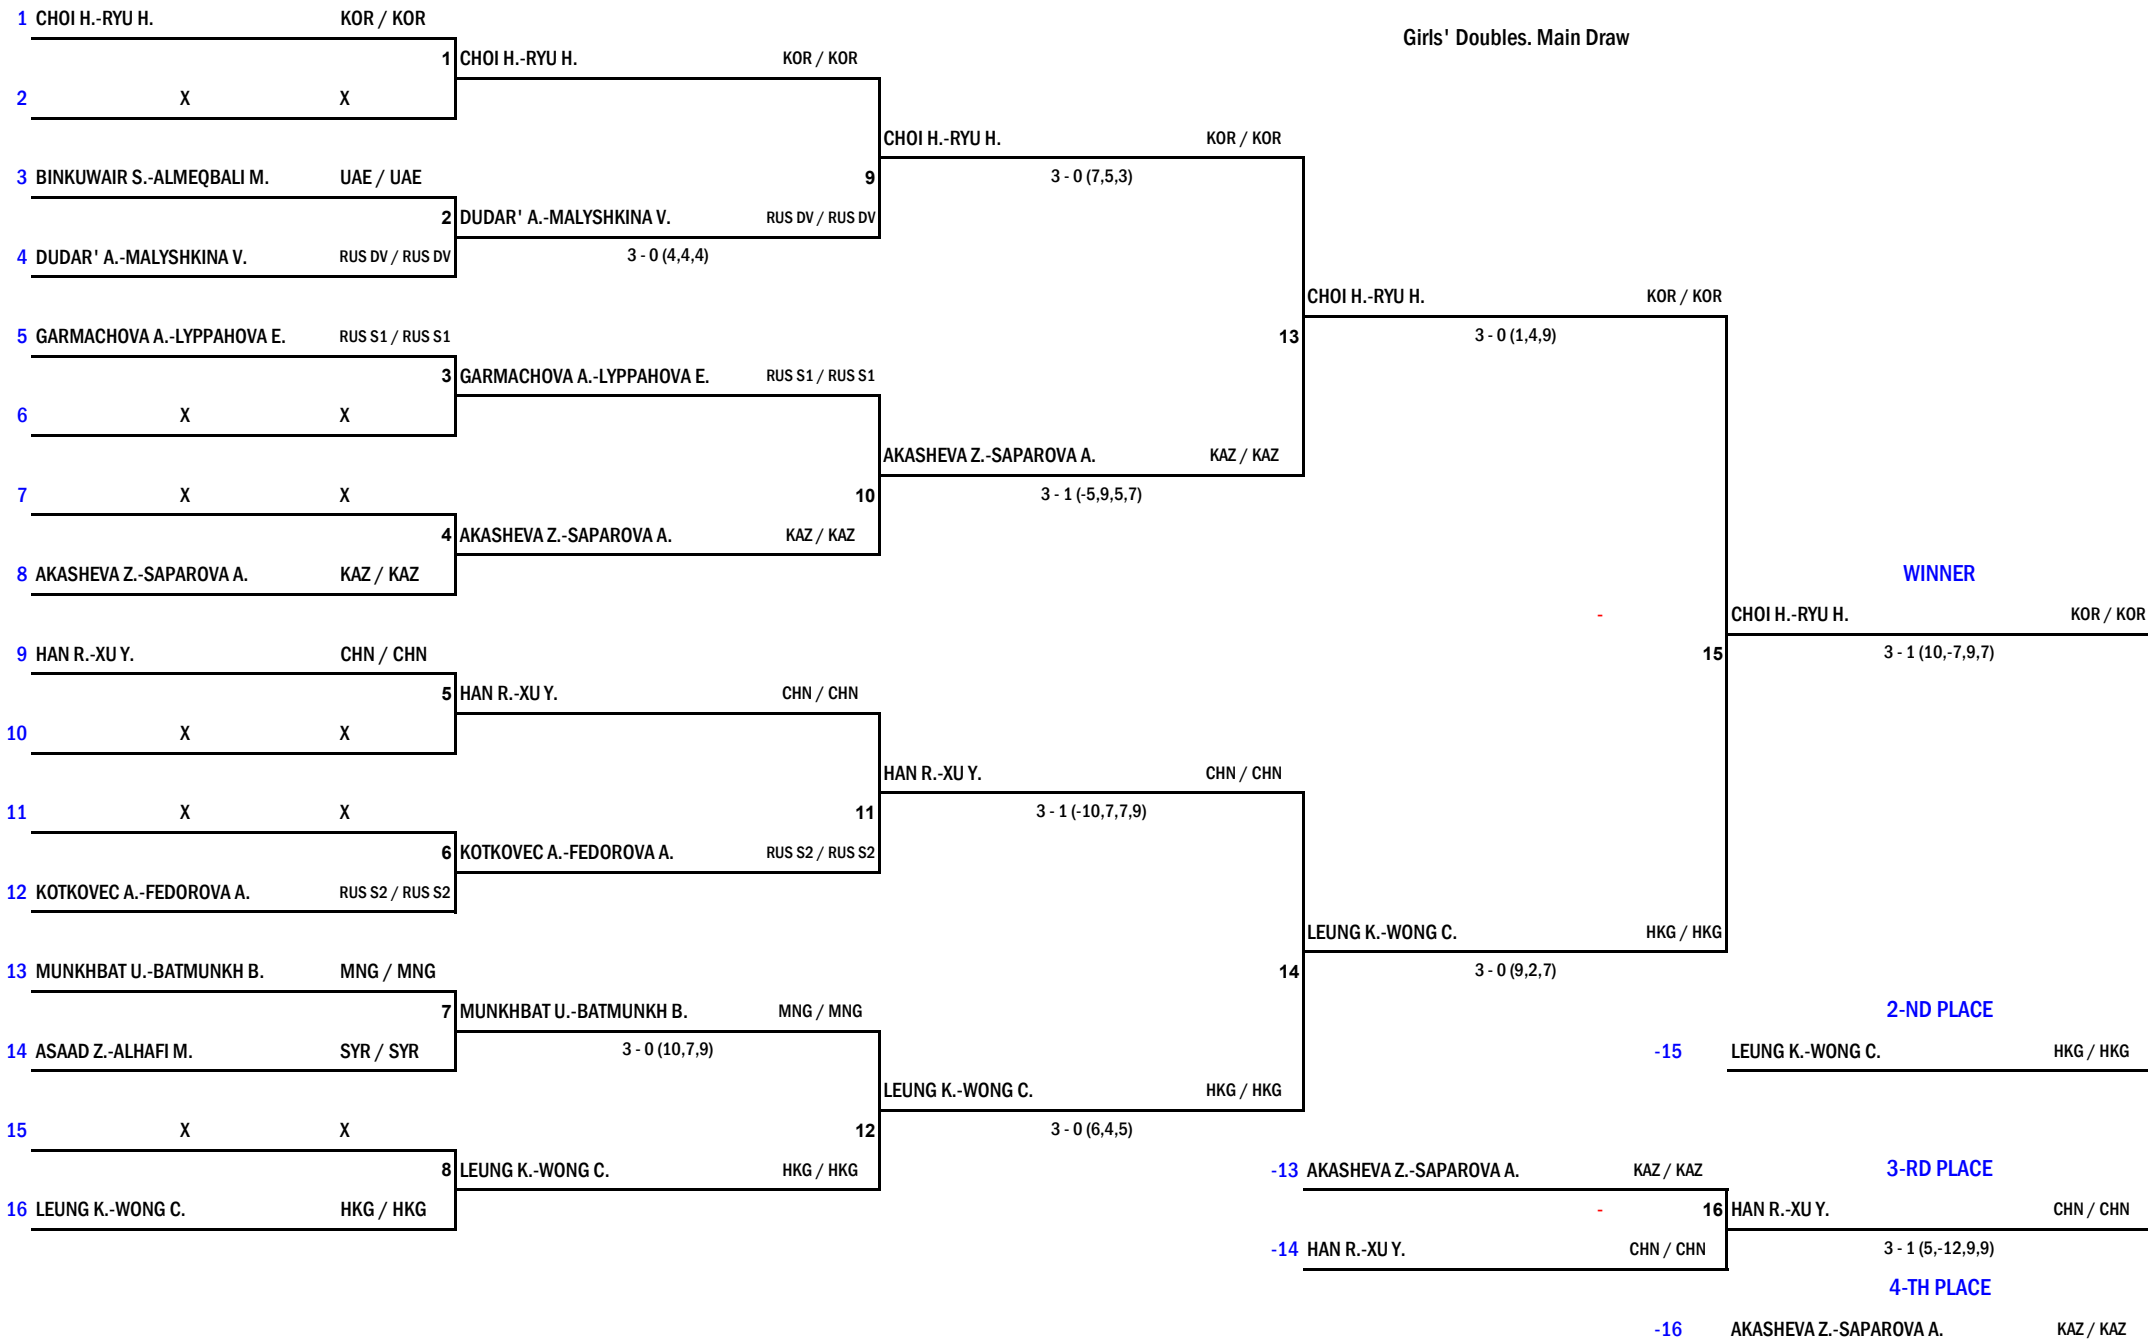 1 CHOI H.-RYU H. KOR / KOR
Girls' Doubles. Main Draw
1 CHOI H.-RYU H. KOR / KOR
2 X X
CHOI H.-RYU H. KOR / KOR
3 BINKUWAIR S.-ALMEQBALI M. UAE / UAE 9 3 - 0 (7,5,3)
2 DUDAR' A.-MALYSHKINA V. RUS DV / RUS DV
4 DUDAR' A.-MALYSHKINA V. RUS DV / RUS DV 3 - 0 (4,4,4)
CHOI H.-RYU H. KOR / KOR
5 GARMACHOVA A.-LYPPAHOVA E. RUS S1 / RUS S1 13 3 - 0 (1,4,9)
3 GARMACHOVA A.-LYPPAHOVA E. RUS S1 / RUS S1
6 X X
AKASHEVA Z.-SAPAROVA A. KAZ / KAZ
7 X X 10 3 - 1 (-5,9,5,7)
4 AKASHEVA Z.-SAPAROVA A. KAZ / KAZ
8 AKASHEVA Z.-SAPAROVA A. KAZ / KAZ WINNER
- CHOI H.-RYU H. KOR / KOR
9 HAN R.-XU Y. CHN / CHN 15 3 - 1 (10,-7,9,7)
5 HAN R.-XU Y. CHN / CHN
10 X X
HAN R.-XU Y. CHN / CHN
11 X X 11 3 - 1 (-10,7,7,9)
6 KOTKOVEC A.-FEDOROVA A. RUS S2 / RUS S2
12 KOTKOVEC A.-FEDOROVA A. RUS S2 / RUS S2
LEUNG K.-WONG C. HKG / HKG
13 MUNKHBAT U.-BATMUNKH B. MNG / MNG 14 3 - 0 (9,2,7)
7 MUNKHBAT U.-BATMUNKH B. MNG / MNG 2-ND PLACE
14 ASAAD Z.-ALHAFI M. SYR / SYR 3 - 0 (10,7,9) -15 LEUNG K.-WONG C. HKG / HKG
LEUNG K.-WONG C. HKG / HKG
15 X X 12 3 - 0 (6,4,5)
8 LEUNG K.-WONG C. HKG / HKG -13 AKASHEVA Z.-SAPAROVA A. KAZ / KAZ 3-RD PLACE
16 LEUNG K.-WONG C. HKG / HKG - 16 HAN R.-XU Y. CHN / CHN
-14 HAN R.-XU Y. CHN / CHN 3 - 1 (5,-12,9,9)
4-TH PLACE
-16 AKASHEVA Z.-SAPAROVA A. KAZ / KAZ